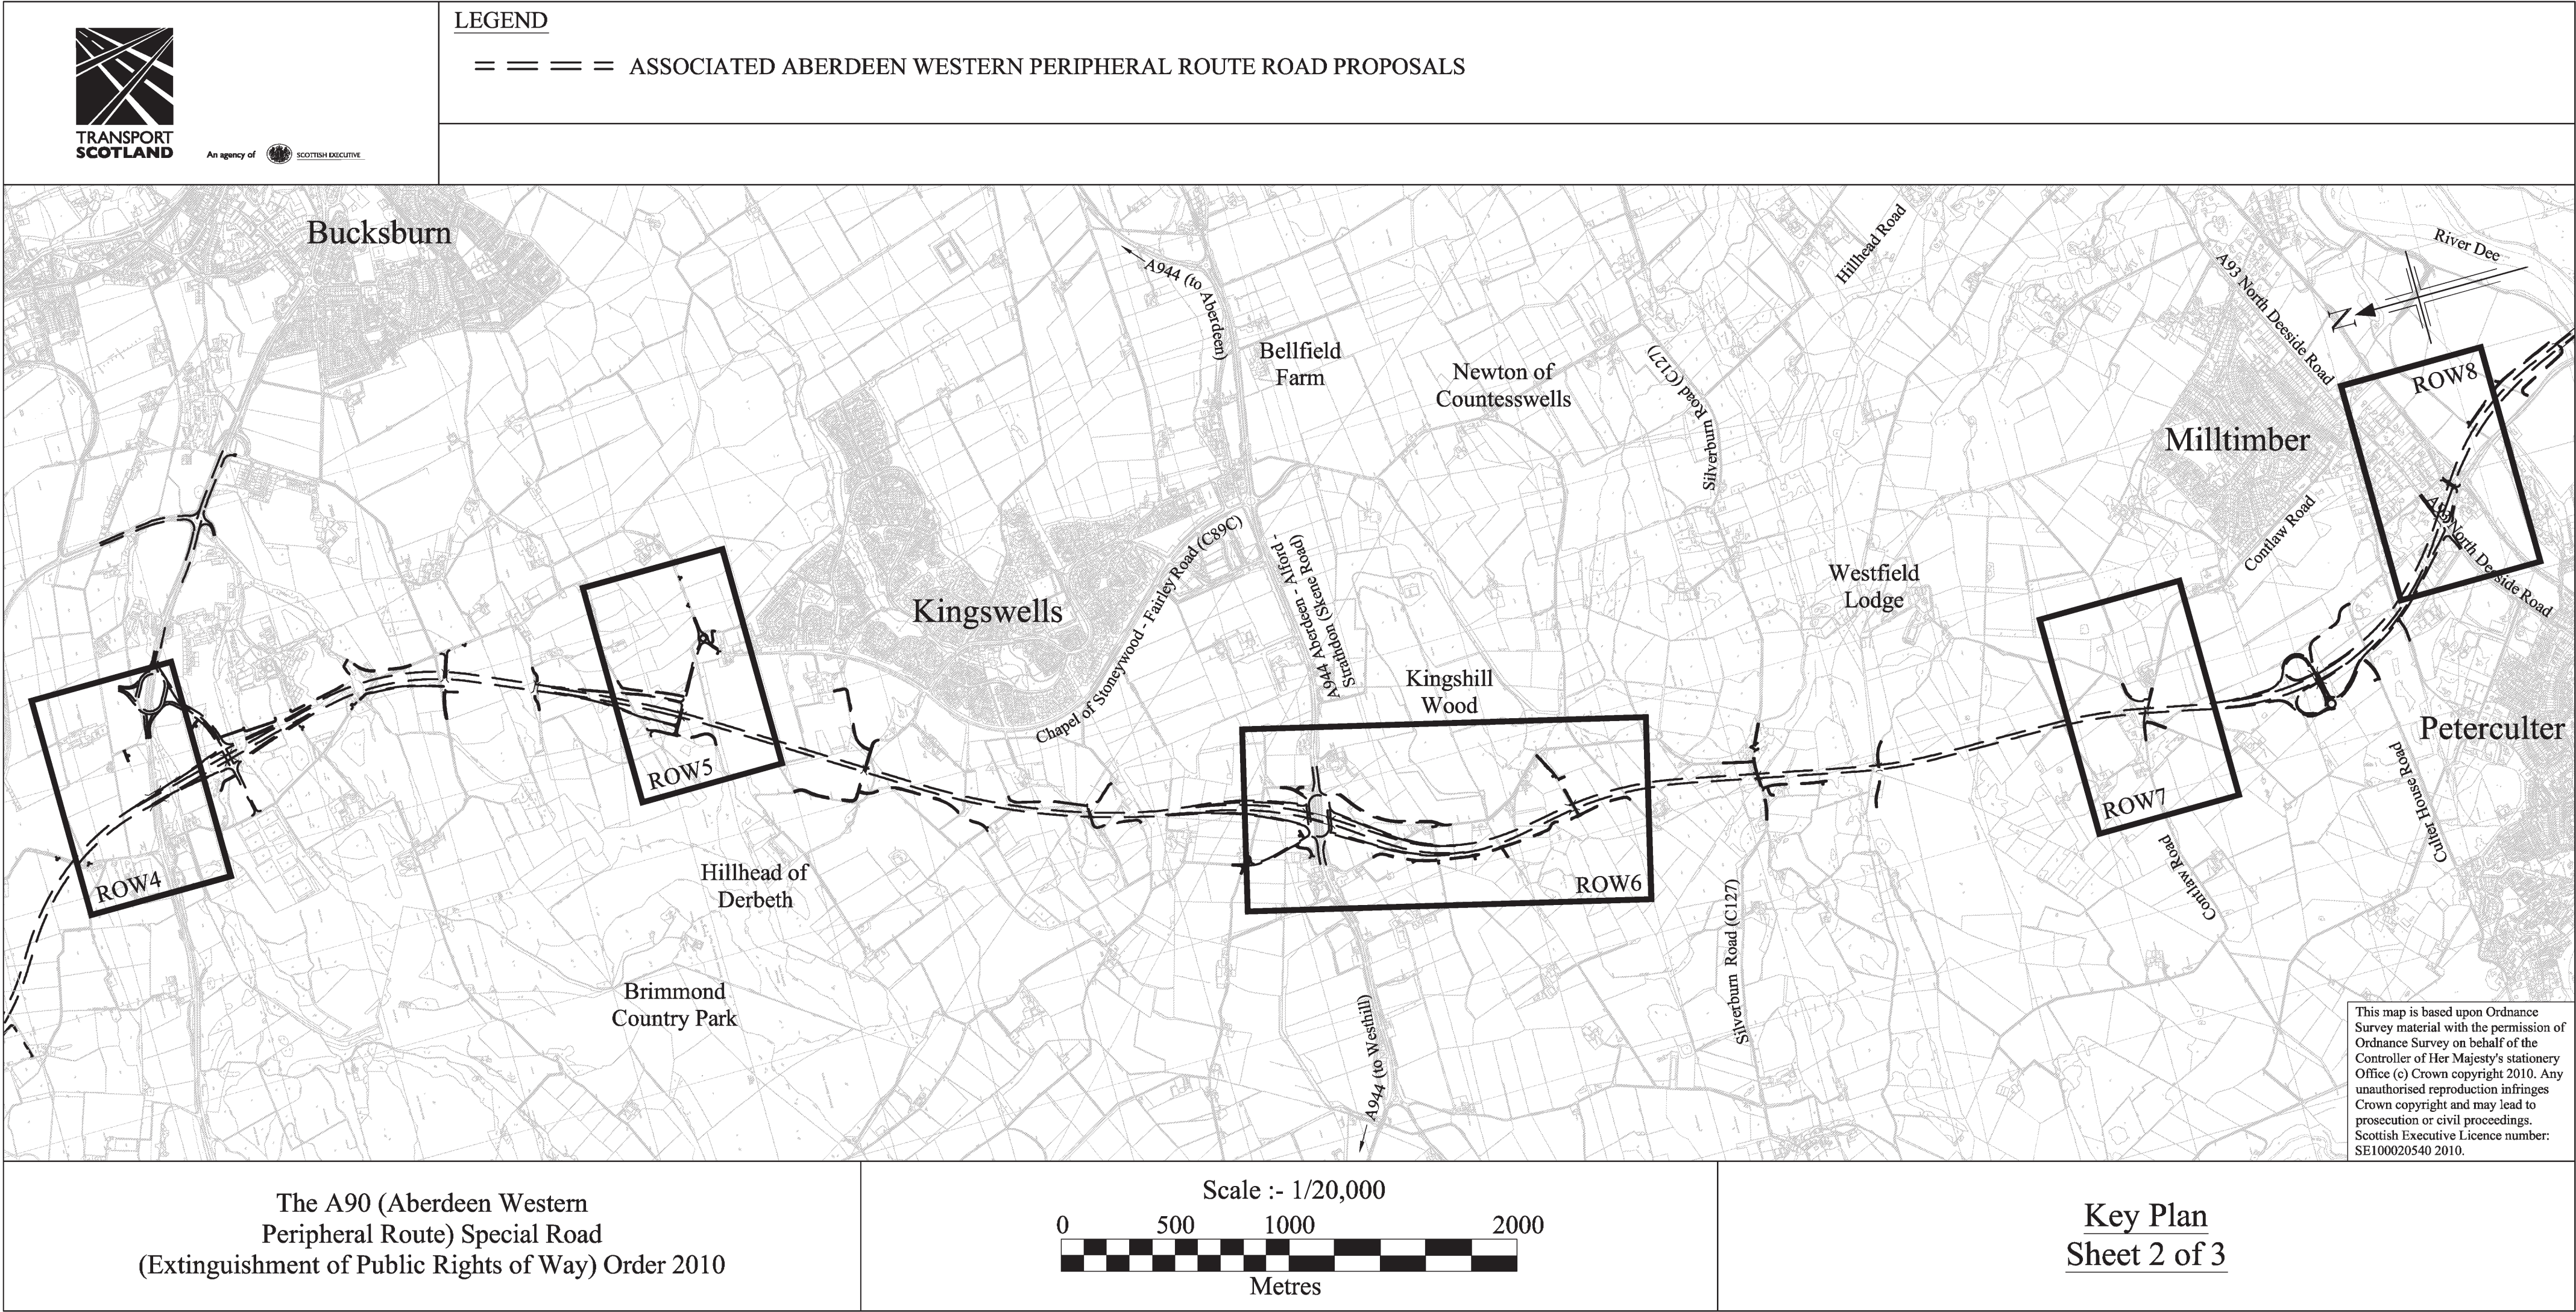 TRANSPORT
SCOTLAND
An agency of
SCOTTISH EXECUTIVE
LEGEND
ASSOCIATED ABERDEEN WESTERN PERIPHERAL ROUTE ROAD PROPOSALS
Bucksburn
A944 (to Aberdeen)
Hillhead Road
River Dee
A93 North Deeside Road
N
Bellfield
Farm
Newton of
Countesswells
Silverburn Road (C127)
ROW8
Milltimber
Contlaw Road
A93 North Deeside Road
Kingswells
Chapel of Stoneywood - Fairley Road (C89C)
A944 Aberdeen - Alford -
Strathdon (Skene Road)
Westfield
Lodge
Kingshill
Wood
Peterculter
ROW5
ROW4
ROW6
ROW7
Hillhead of
Derbeth
Brimmond
Country Park
A944 (to Westhill)
Silverburn Road (C127)
Contlaw Road
Culter House Road
This map is based upon Ordnance
Survey material with the permission of
Ordnance Survey on behalf of the
Controller of Her Majesty's stationery
Office (c) Crown copyright 2010. Any
unauthorised reproduction infringes
Crown copyright and may lead to
prosecution or civil proceedings.
Scottish Executive Licence number:
SE100020540 2010.
The A90 (Aberdeen Western
Peripheral Route) Special Road
(Extinguishment of Public Rights of Way) Order 2010
Scale :- 1/20,000
0 500 1000 2000
Metres
Key Plan
Sheet 2 of 3